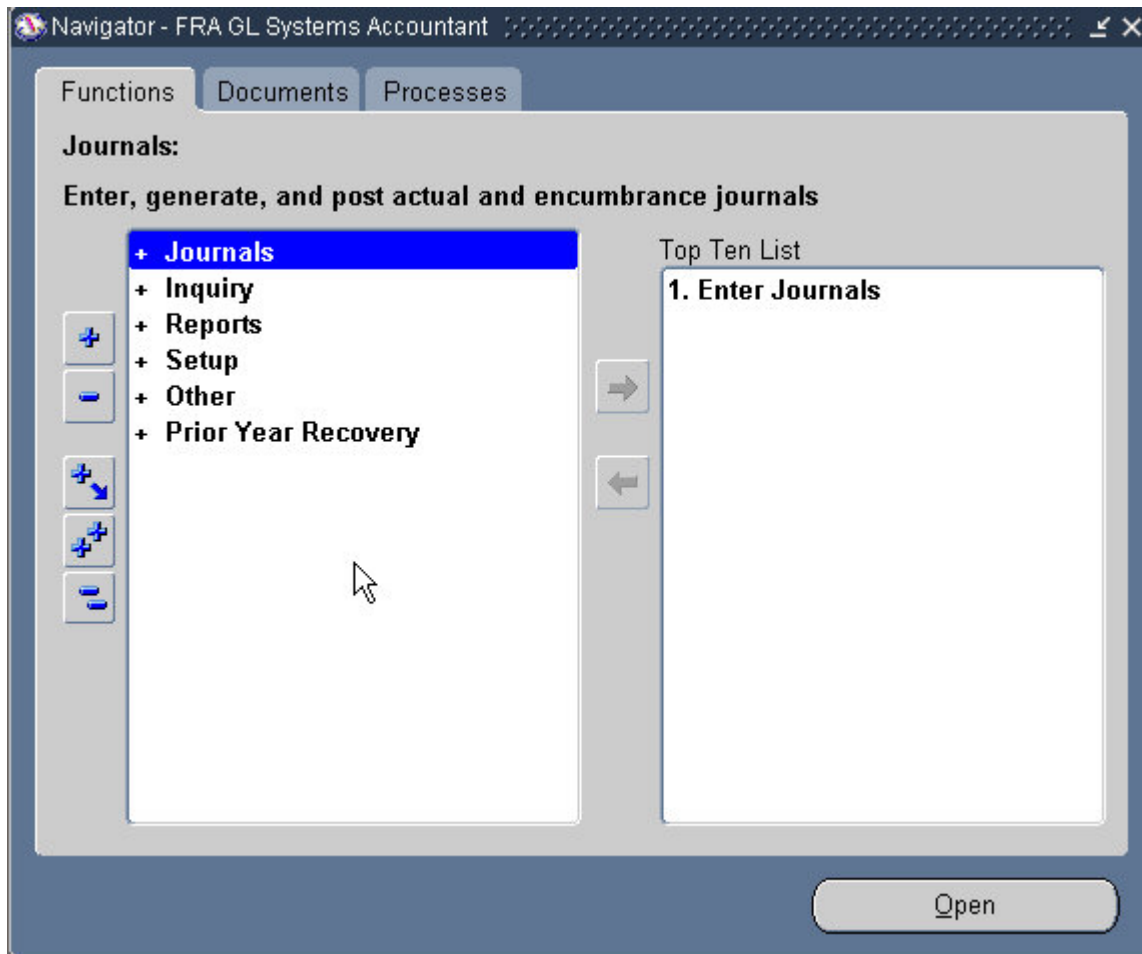 Navigator - FRA GL Systems Accountant
Functions Documents Processes
Journals:
Enter, generate, and post actual and encumbrance journals
+ Journals
+ Inquiry
+ Reports
+ Setup
+ Other
+ Prior Year Recovery
Top Ten List
1. Enter Journals
Open